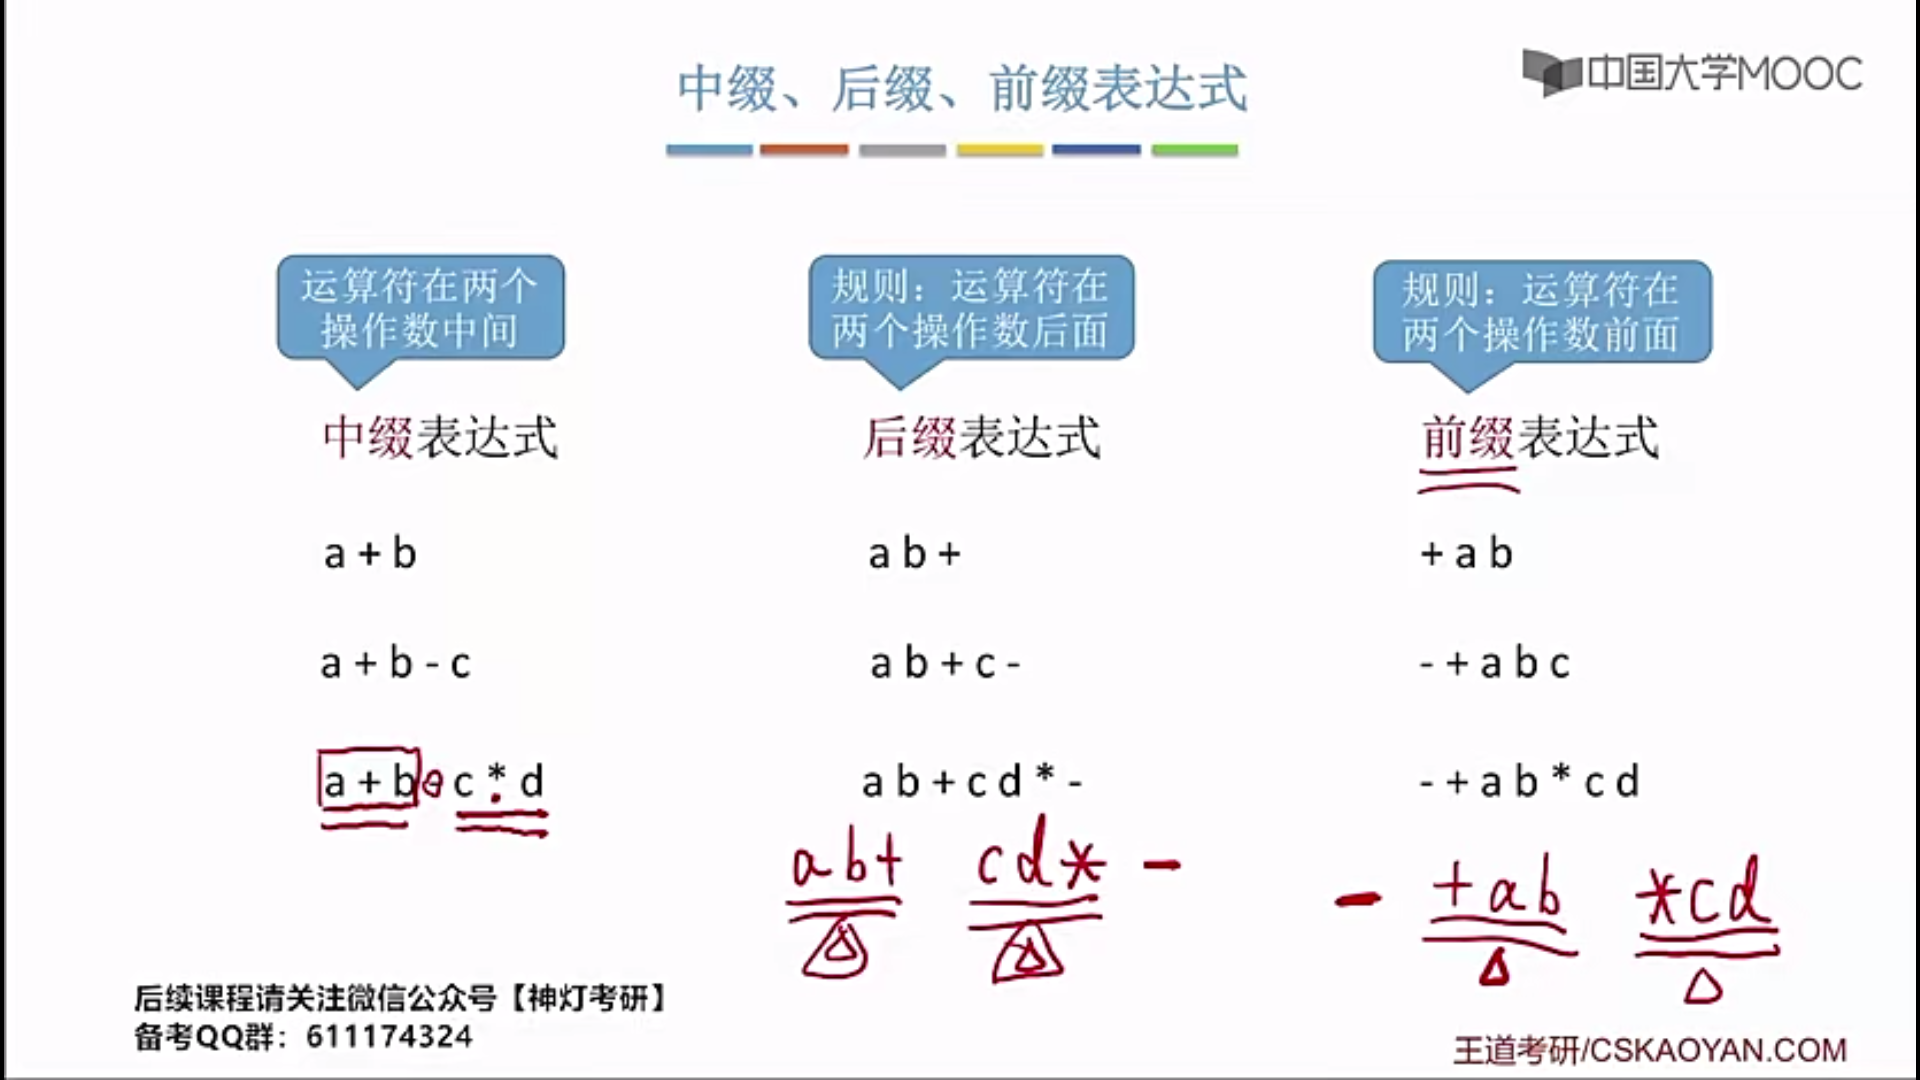 中缀、后缀、前缀表达式
中国大学MOOC
运算符在两个
操作数中间
规则：运算符在
两个操作数后面
规则：运算符在
两个操作数前面
中缀表达式
后缀表达式
前缀表达式
a + b
a b +
+ a b
a + b - c
a b + c -
- + a b c
a + b - c * d
a b + c d * -
- + a b * c d
ab+ cd* -
- +ab *cd
后续课程请关注微信公众号【神灯考研】
备考QQ群：611174324
王道考研/CSKAOYAN.COM